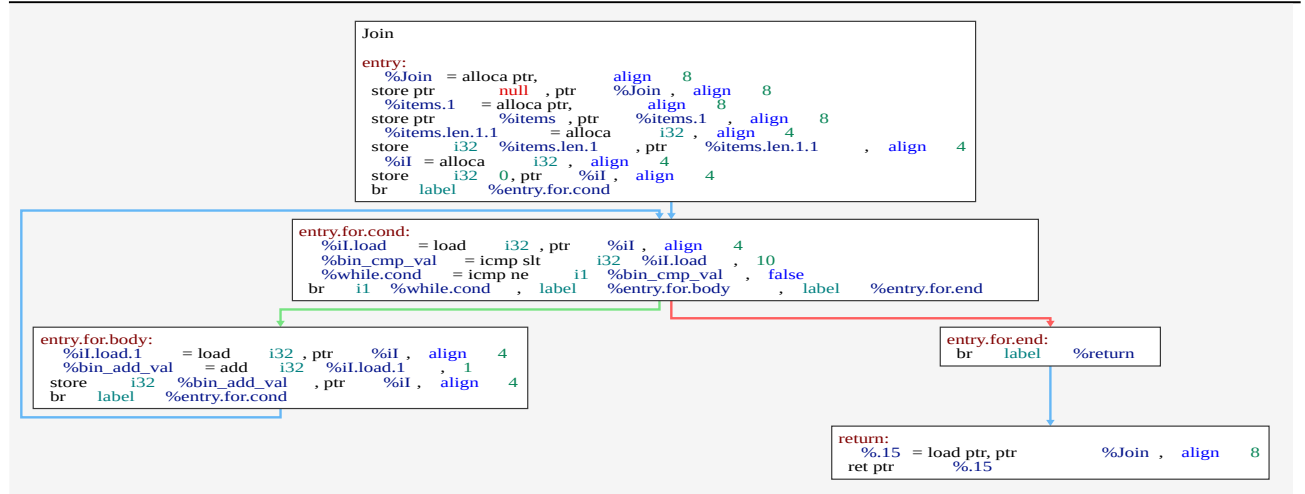 Join
entry:
%Join = alloca ptr, align 8
store ptr null , ptr %Join , align 8
%items.1 = alloca ptr, align 8
store ptr %items , ptr %items.1 , align 8
%items.len.1.1 = alloca i32 , align 4
store i32 %items.len.1 , ptr %items.len.1.1 , align 4
%iI = alloca i32 , align 4
store i32 0 , ptr %iI , align 4
br label %entry.for.cond
entry.for.cond:
%iI.load = load i32 , ptr %iI , align 4
%bin_cmp_val = icmp slt i32 %iI.load , 10
%while.cond = icmp ne i1 %bin_cmp_val , false
br i1 %while.cond , label %entry.for.body , label %entry.for.end
entry.for.body:
%iI.load.1 = load i32 , ptr %iI , align 4
%bin_add_val = add i32 %iI.load.1 , 1
store i32 %bin_add_val , ptr %iI , align 4
br label %entry.for.cond
entry.for.end:
br label %return
return:
%.15 = load ptr, ptr %Join , align 8
ret ptr %.15